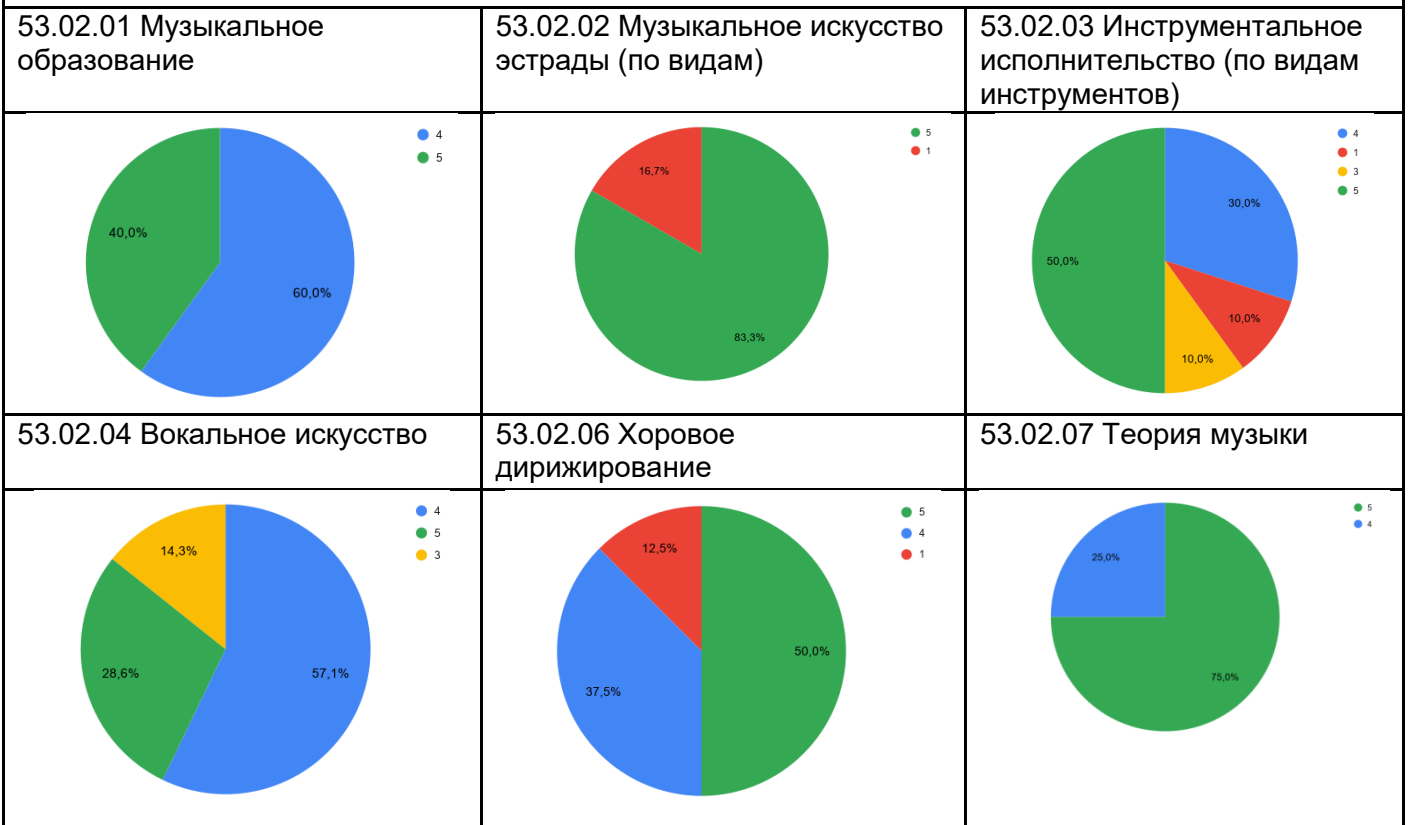 53.02.01 Музыкальное
образование
53.02.02 Музыкальное искусство
эстрады (по видам)
53.02.03 Инструментальное
исполнительство (по видам
инструментов)
4
5
40,0%
60,0%
5
1
16,7%
83,3%
4
1
3
5
30,0%
50,0%
10,0%
10,0%
53.02.04 Вокальное искусство
53.02.06 Хоровое
дирижирование
53.02.07 Теория музыки
4
5
3
14,3%
28,6%
57,1%
5
4
1
12,5%
50,0%
37,5%
5
4
25,0%
75,0%